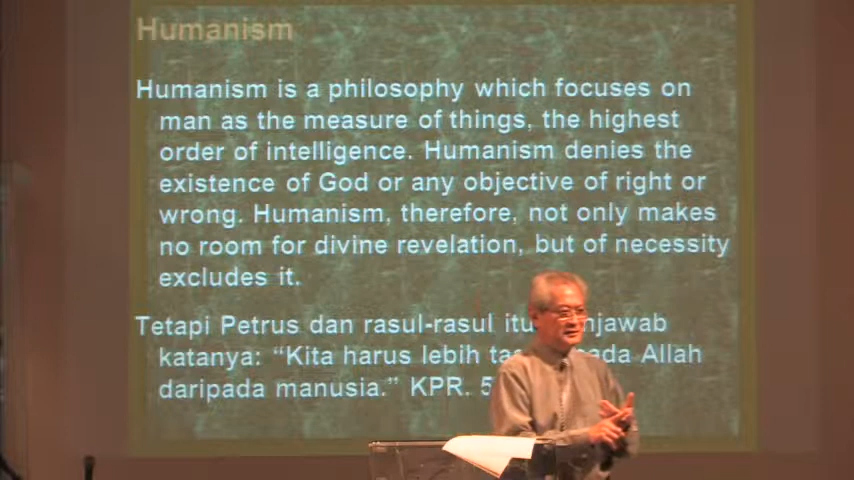 Humanism
Humanism is a philosophy which focuses on
man as the measure of things, the highest
order of intelligence. Humanism denies the
existence of God or any objective of right or
wrong. Humanism, therefore, not only makes
no room for divine revelation, but of necessity
excludes it.
Tetapi Petrus dan rasul-rasul itu
katanya: “Kita harus lebih Allah
daripada manusia.” KPR.